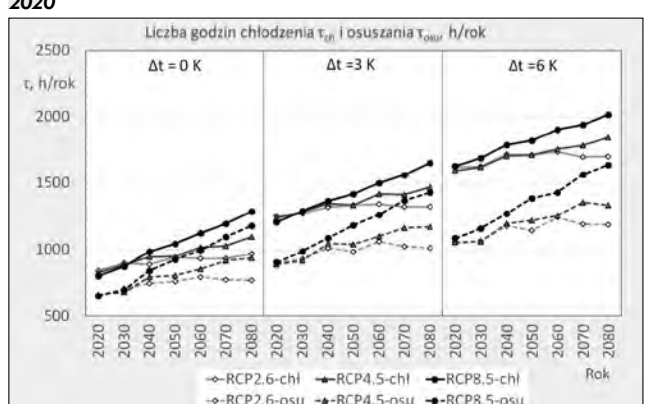 2020
Liczba godzin chłodzenia τchł i osuszania τosu, h/rok
2500
τ, h/rok
2000
1500
1000
500
Δt = 0 K
Δt =3 K
Δt =6 K
2020 2030 2040 2050 2060 2070 2080
2020 2030 2040 2050 2060 2070 2080
2020 2030 2040 2050 2060 2070 2080
Rok
RCP2.6-chł RCP4.5-chł RCP8.5-chł
RCP2.6-osu RCP4.5-osu RCP8.5-osu